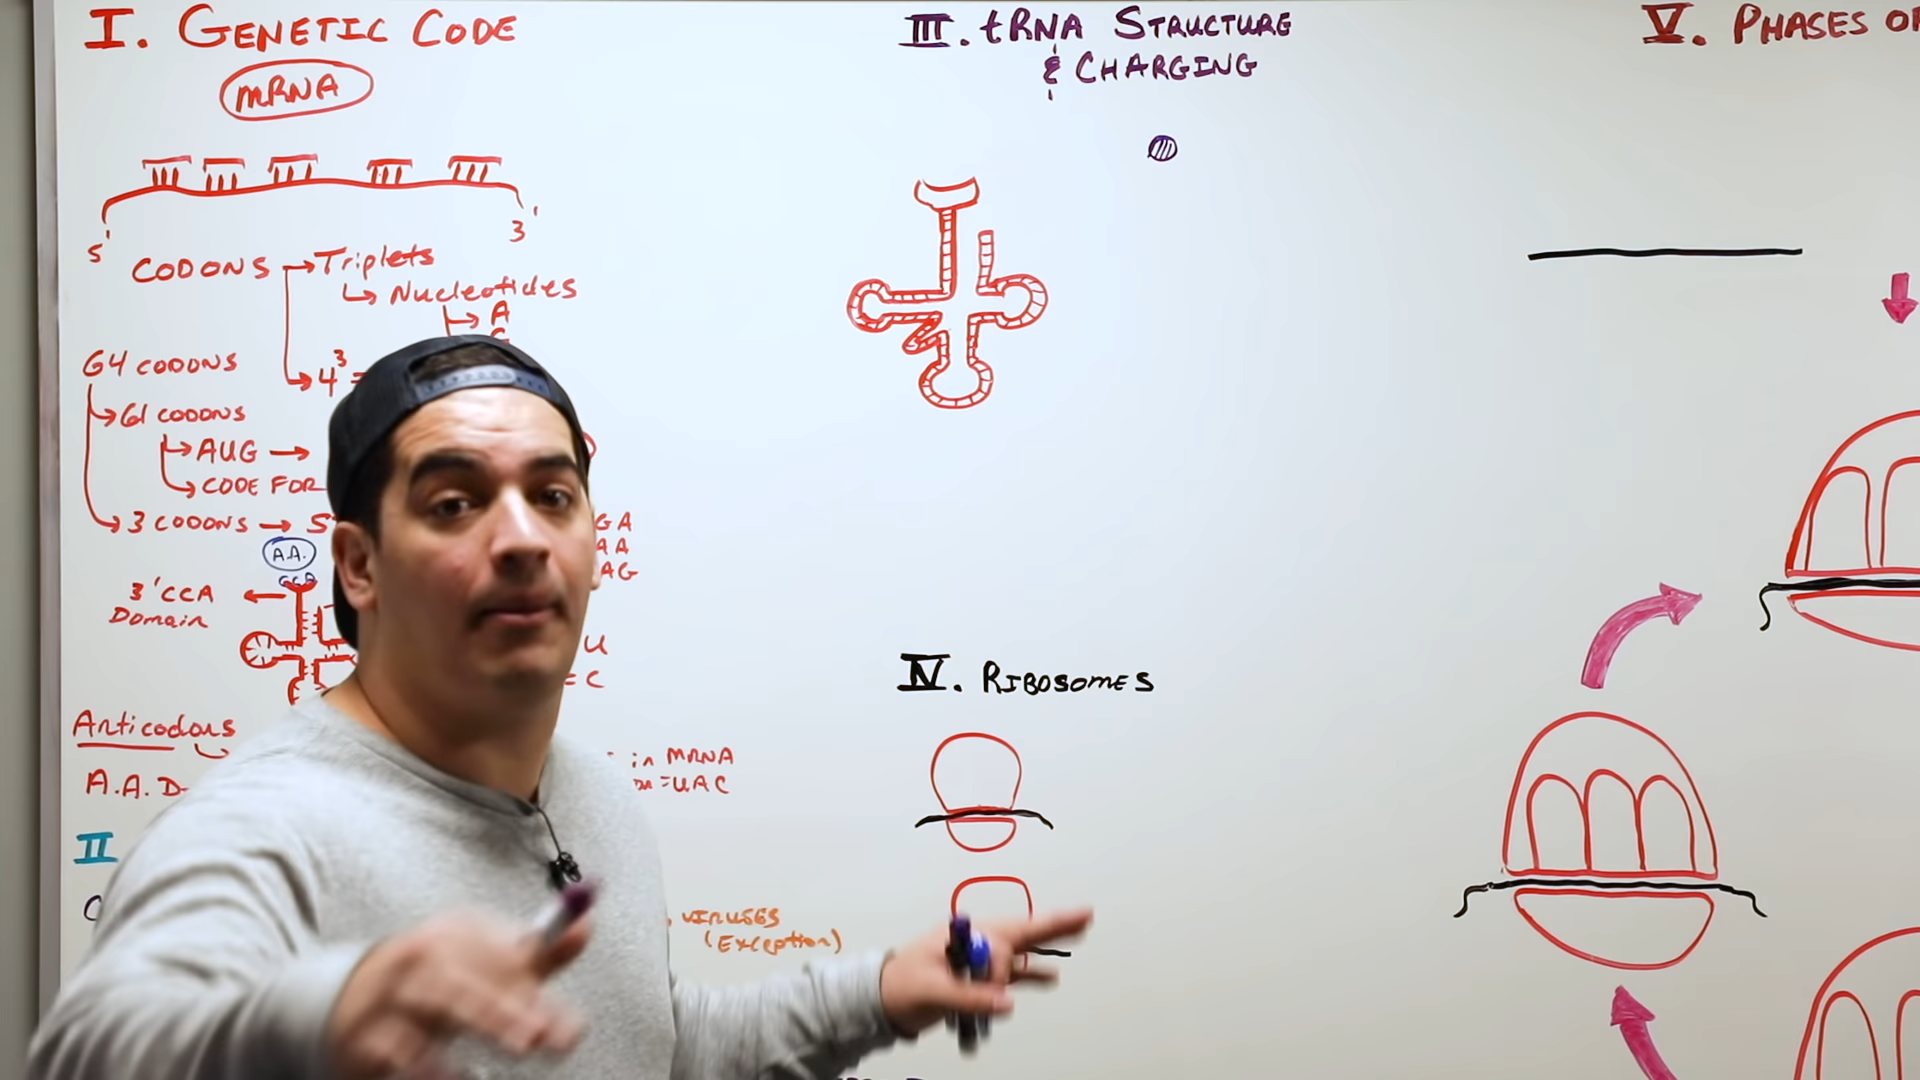 I. GENETIC CODE
mRNA
5'
3'
CODONS → Triplets
↳ Nucleotides
→ A
→ 4³ =
64 CODONS
→ 61 CODONS
→ AUG →
→ CODE FOR
→ 3 CODONS →
GA
AA
AG
A.A.
CCA
3' CCA ←
Domain
U
= C
Anticodons
in MRNA
= UAC
A.A.
II
VIRUSES
(Exception)
III. tRNA STRUCTURE
& CHARGING
IV. RIBOSOMES
V. PHASES OF